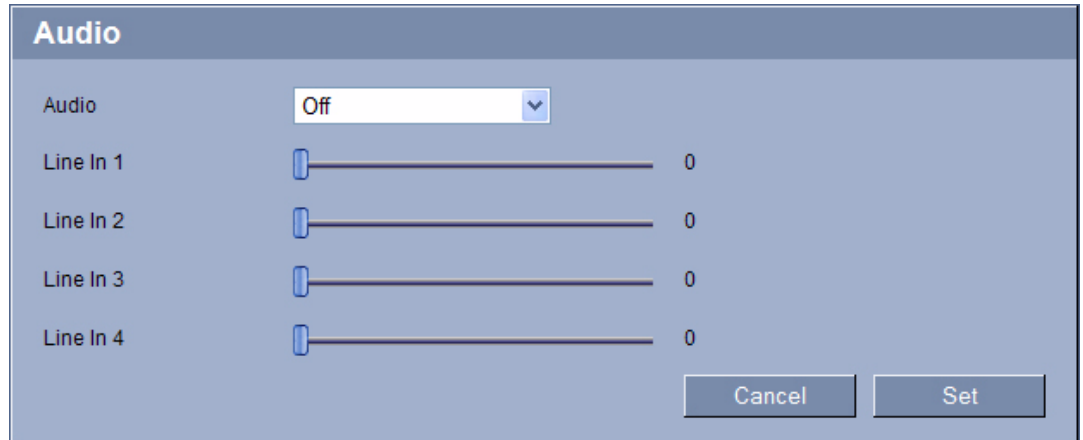 Audio
Audio Off
Line In 1 0
Line In 2 0
Line In 3 0
Line In 4 0
Cancel Set